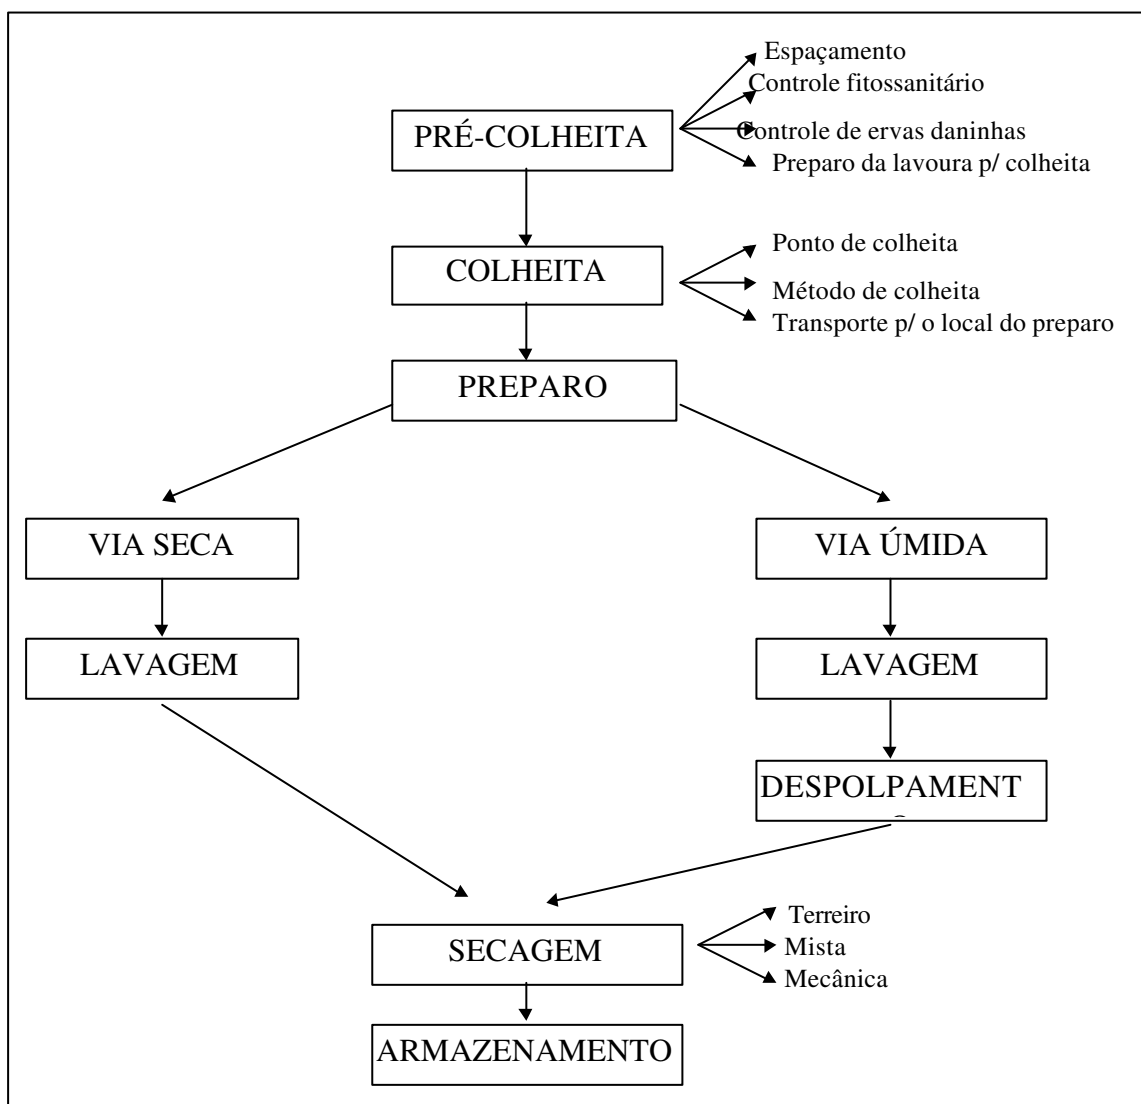 Espaçamento
Controle fitossanitário
PRÉ-COLHEITA
Controle de ervas daninhas
Preparo da lavoura p/ colheita
Ponto de colheita
COLHEITA
Método de colheita
Transporte p/ o local do preparo
PREPARO
VIA SECA
VIA ÚMIDA
LAVAGEM
LAVAGEM
DESPOLPAMENT
Terreiro
SECAGEM
Mista
Mecânica
ARMAZENAMENTO